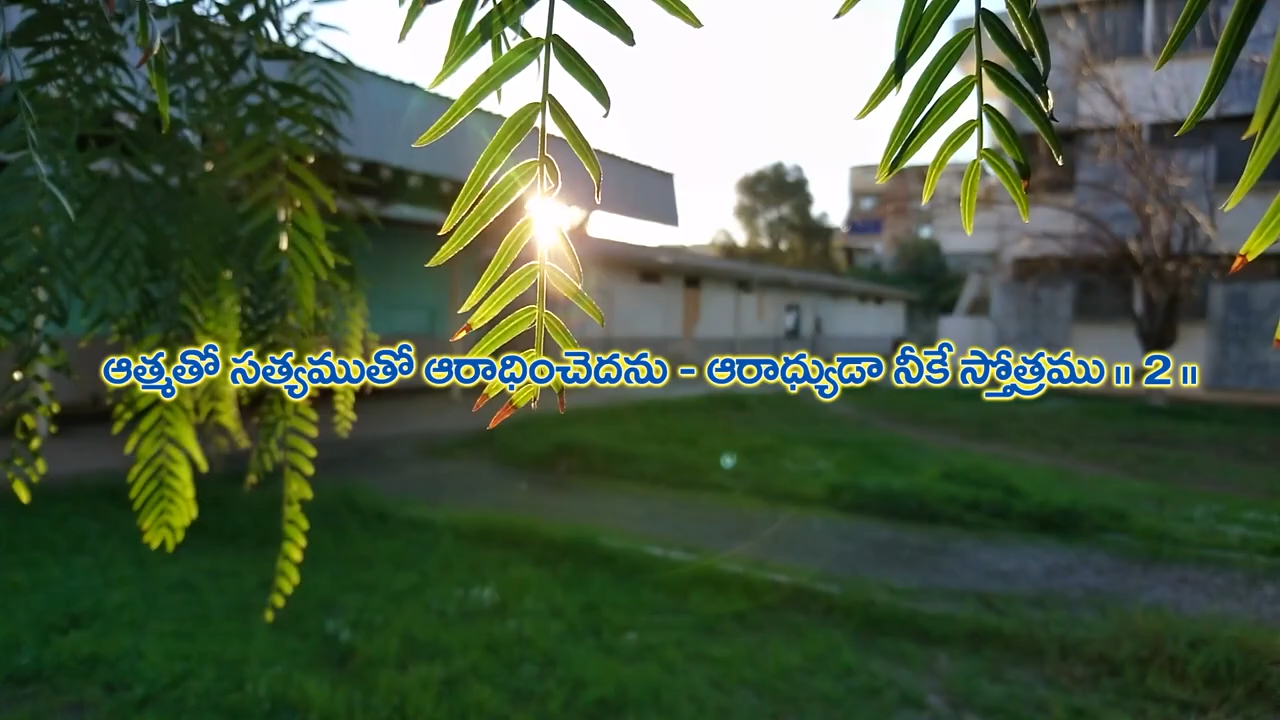 ఆత్మతో సత్యముతో ఆరాధించెదను - ఆరాధ్యుడా నీకే స్తోత్రము ॥ 2 ॥